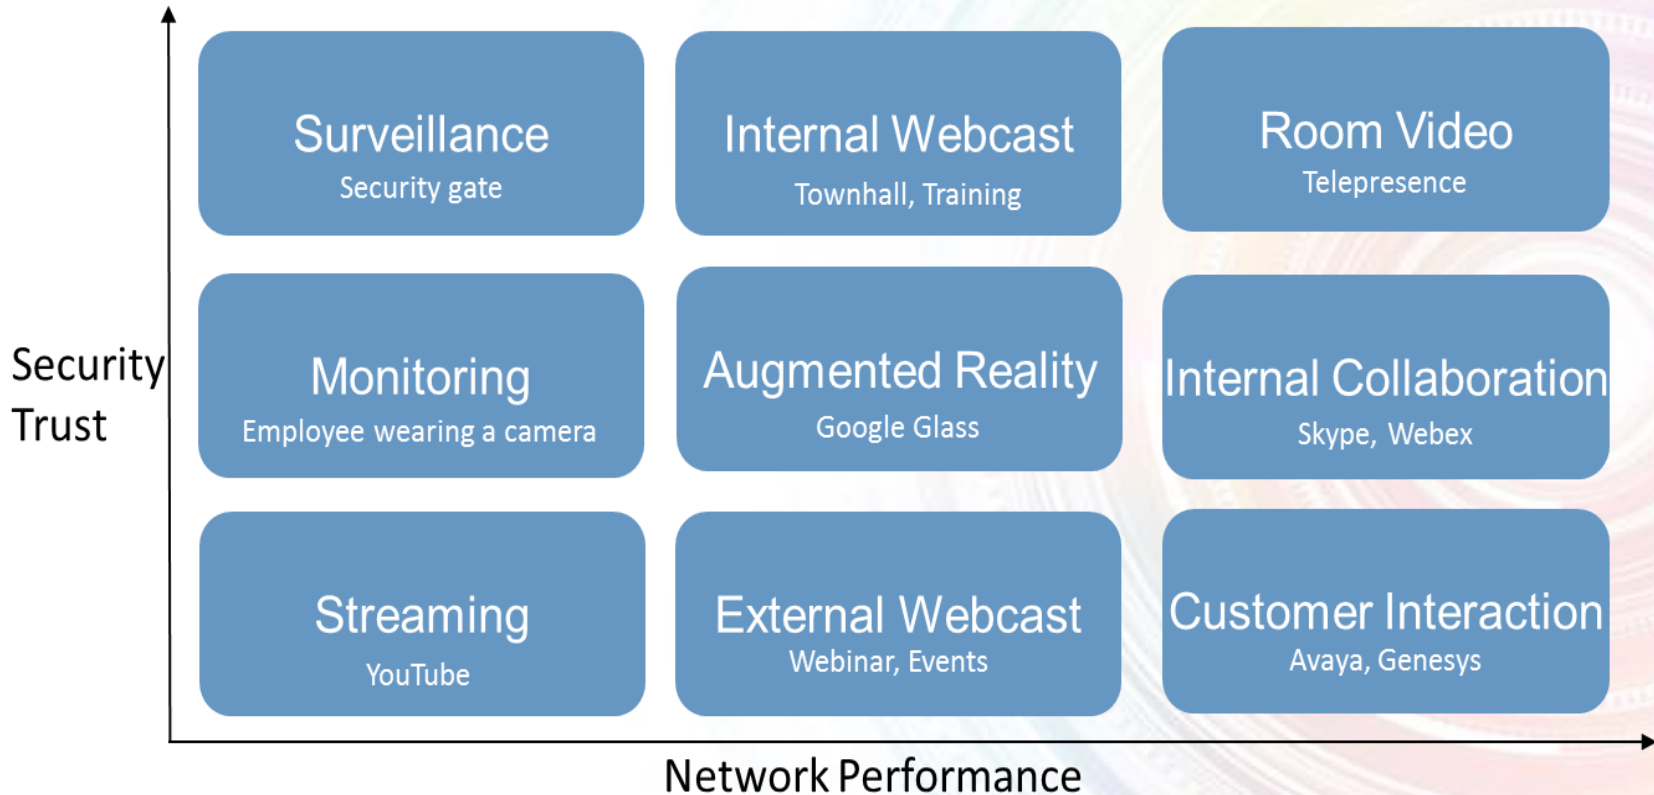 Surveillance
Security gate
Internal Webcast
Townhall, Training
Room Video
Telepresence
Security
Trust
Monitoring
Employee wearing a camera
Augmented Reality
Google Glass
Internal Collaboration
Skype, Webex
Streaming
YouTube
External Webcast
Webinar, Events
Customer Interaction
Avaya, Genesys
Network Performance